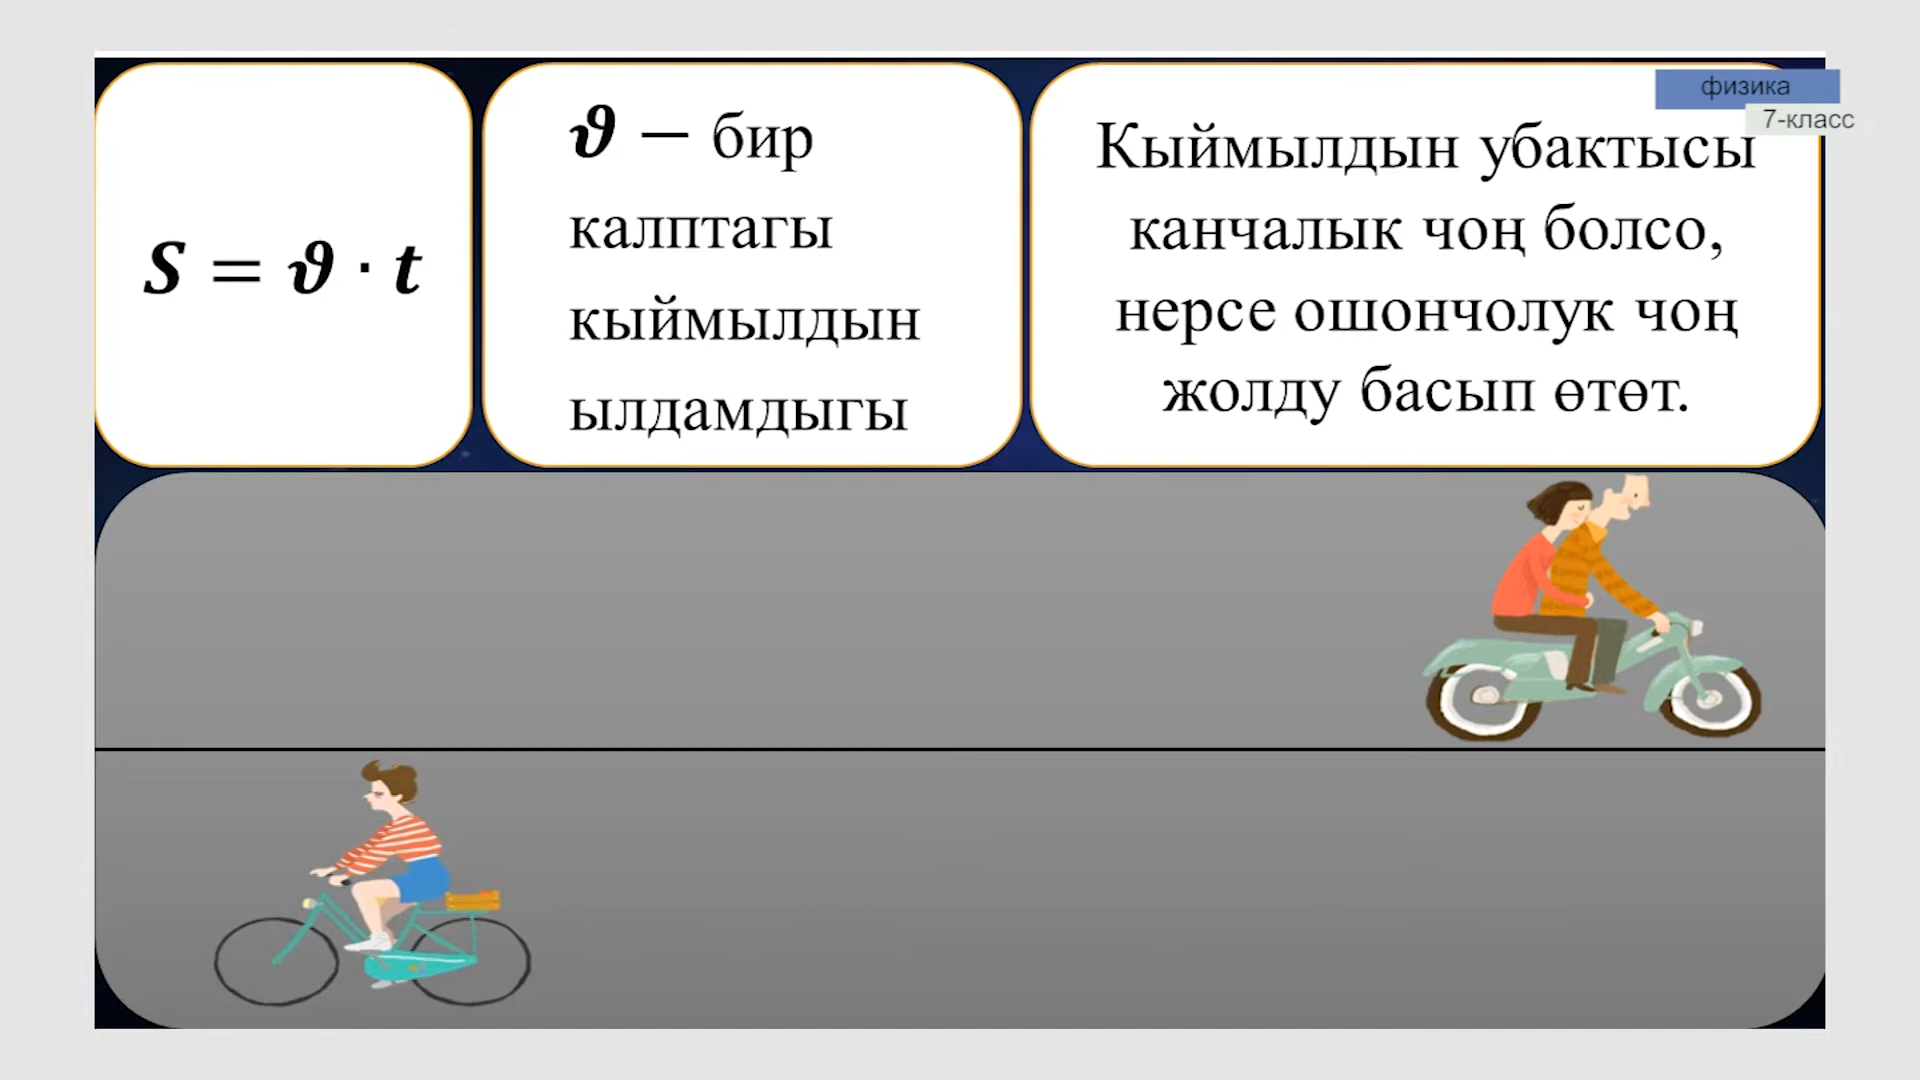 физика
7-класс
S = ϑ · t
ϑ – бир
калптагы
кыймылдын
ылдамдыгы
Кыймылдын убактысы
канчалык чоң болсо,
нерсе ошончолук чоң
жолду басып өтөт.